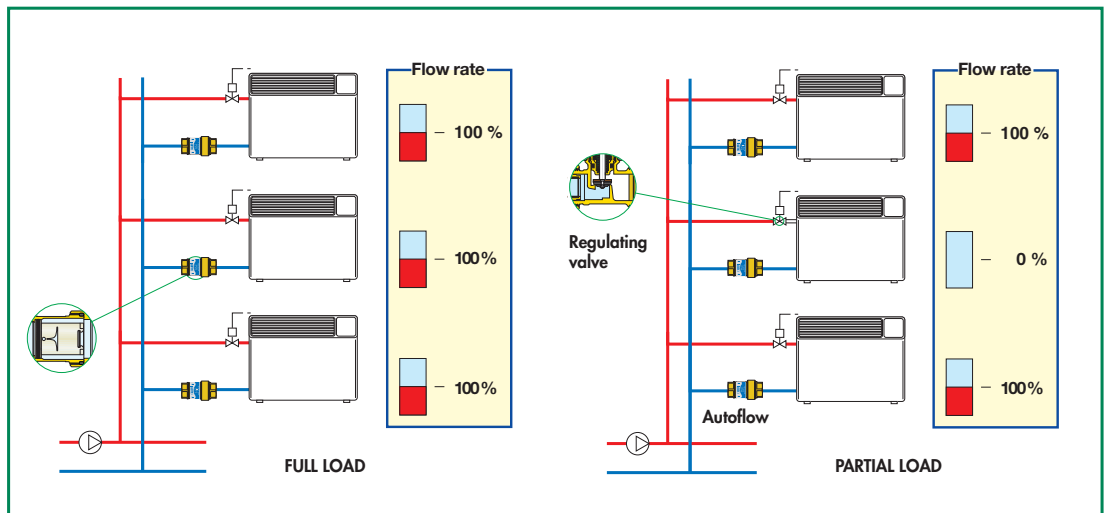 Flow rate
100 %
100%
100%
FULL LOAD
Flow rate
100 %
0 %
100%
Regulating
valve
Autoflow
PARTIAL LOAD